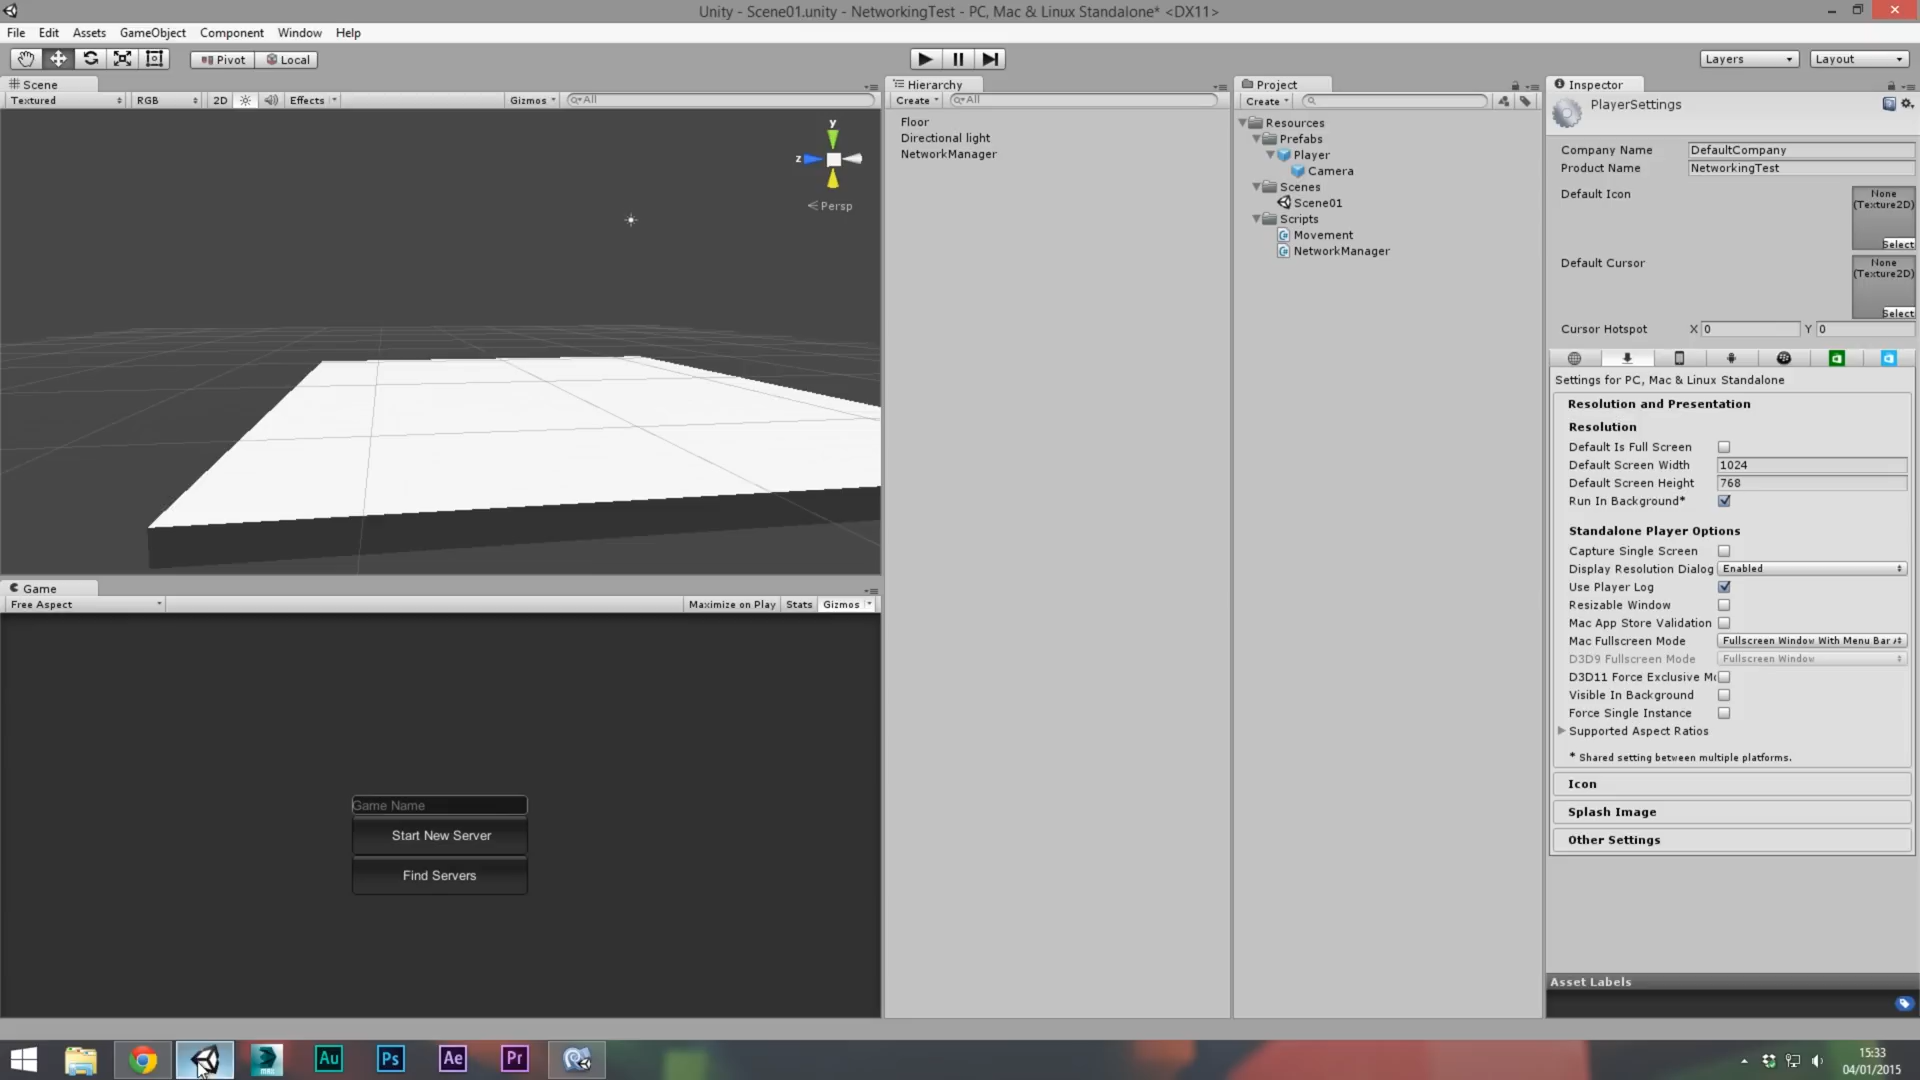 Unity - Scene01.unity - NetworkingTest - PC, Mac & Linux Standalone* <DX11>
File Edit Assets GameObject Component Window Help
Pivot Local
Layers Layout
Scene
Textured RGB 2D Effects Gizmos All
y
z
Persp
Game
Free Aspect Maximize on Play Stats Gizmos
Game Name
Start New Server
Find Servers
Hierarchy
Create All
Floor
Directional light
NetworkManager
Project
Create
Resources
Prefabs
Player
Camera
Scenes
Scene01
Scripts
Movement
NetworkManager
Inspector
PlayerSettings
Company Name DefaultCompany
Product Name NetworkingTest
Default Icon None
(Texture2D)
Select
Default Cursor None
(Texture2D)
Select
Cursor Hotspot X 0 Y 0
Settings for PC, Mac & Linux Standalone
Resolution and Presentation
Resolution
Default Is Full Screen
Default Screen Width 1024
Default Screen Height 768
Run In Background*
Standalone Player Options
Capture Single Screen
Display Resolution Dialog Enabled
Use Player Log
Resizable Window
Mac App Store Validation
Mac Fullscreen Mode Fullscreen Window With Menu Bar
D3D9 Fullscreen Mode Fullscreen Window
D3D11 Force Exclusive Mo
Visible In Background
Force Single Instance
Supported Aspect Ratios
* Shared setting between multiple platforms.
Icon
Splash Image
Other Settings
Asset Labels
Au Ps Ae Pr
15:33
04/01/2015